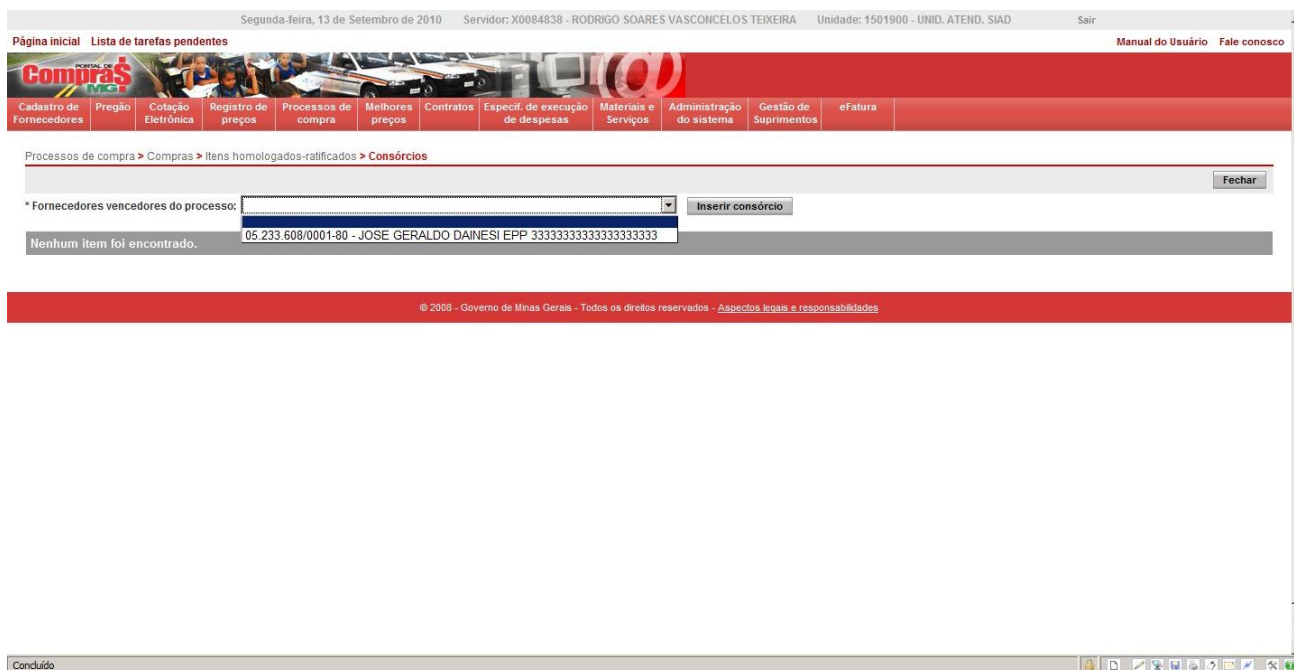 Segunda-feira, 13 de Setembro de 2010 Servidor: X0084838 - RODRIGO SOARES VASCONCELOS TEIXEIRA Unidade: 1501900 - UNID. ATEND. SIAD Sair
Página inicial Lista de tarefas pendentes Manual do Usuário Fale conosco
PORTAL DE
Compra$
MG
Cadastro de Fornecedores Pregão Cotação Eletrônica Registro de preços Processos de compra Melhores preços Contratos Especif. de execução de despesas Materiais e Serviços Administração do sistema Gestão de Suprimentos eFatura
Processos de compra > Compras > Itens homologados-ratificados > Consórcios
Fechar
* Fornecedores vencedores do processo: Inserir consórcio
05.233.608/0001-80 - JOSE GERALDO DAINESI EPP 33333333333333333333
Nenhum item foi encontrado.
© 2008 - Governo de Minas Gerais - Todos os direitos reservados - Aspectos legais e responsabilidades
Concluído